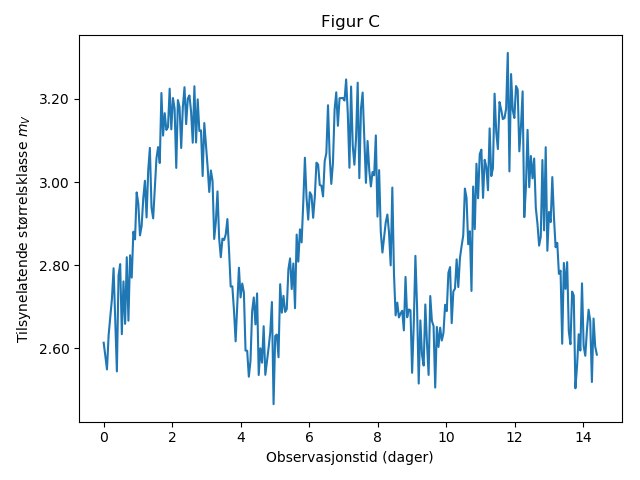 Figur C
Tilsynelatende størrelsklasse $m_V$
3.20
3.00
2.80
2.60
0 2 4 6 8 10 12 14
Observasjonstid (dager)